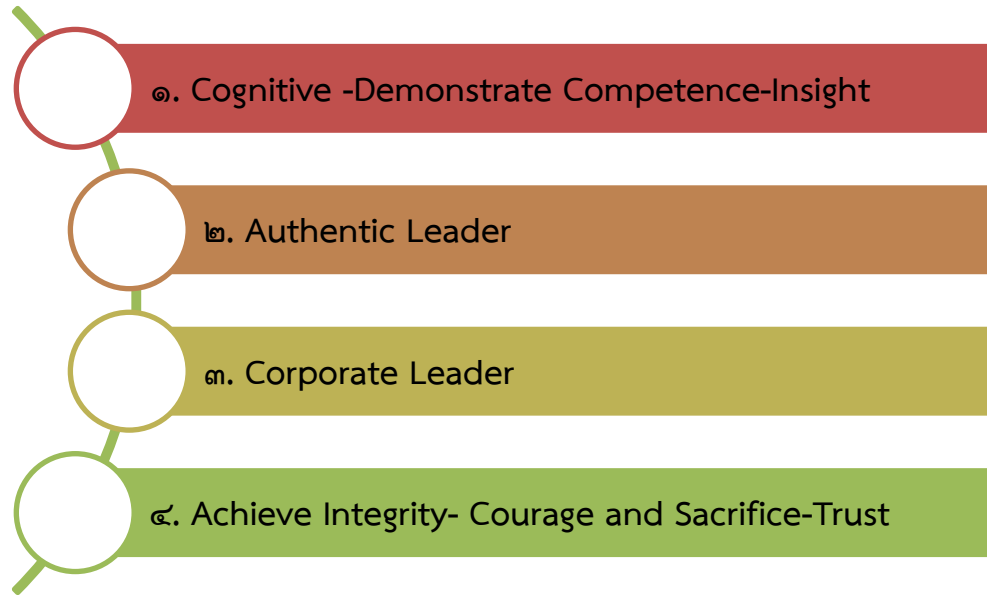 ๑. Cognitive -Demonstrate Competence-Insight
๒. Authentic Leader
๓. Corporate Leader
๔. Achieve Integrity- Courage and Sacrifice-Trust